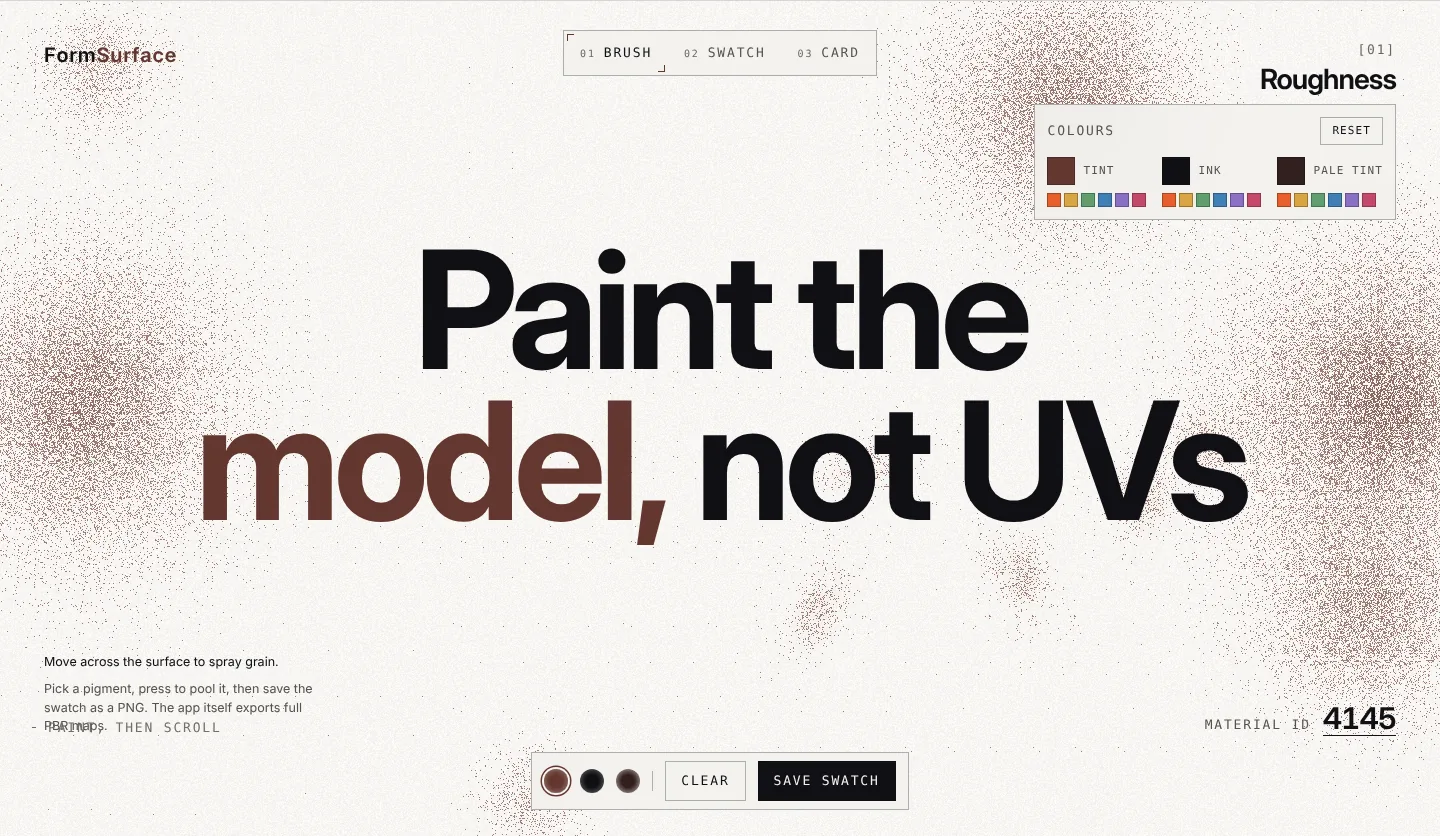 FormSurface
01 BRUSH 02 SWATCH 03 CARD
[01]
Roughness
COLOURS RESET
TINT INK PALE TINT
Paint the
model, not UVs
Move across the surface to spray grain.
Pick a pigment, press to pool it, then save the
swatch as a PNG. The app itself exports full
PBR maps.
- PAINT, THEN SCROLL
MATERIAL ID 4145
CLEAR SAVE SWATCH